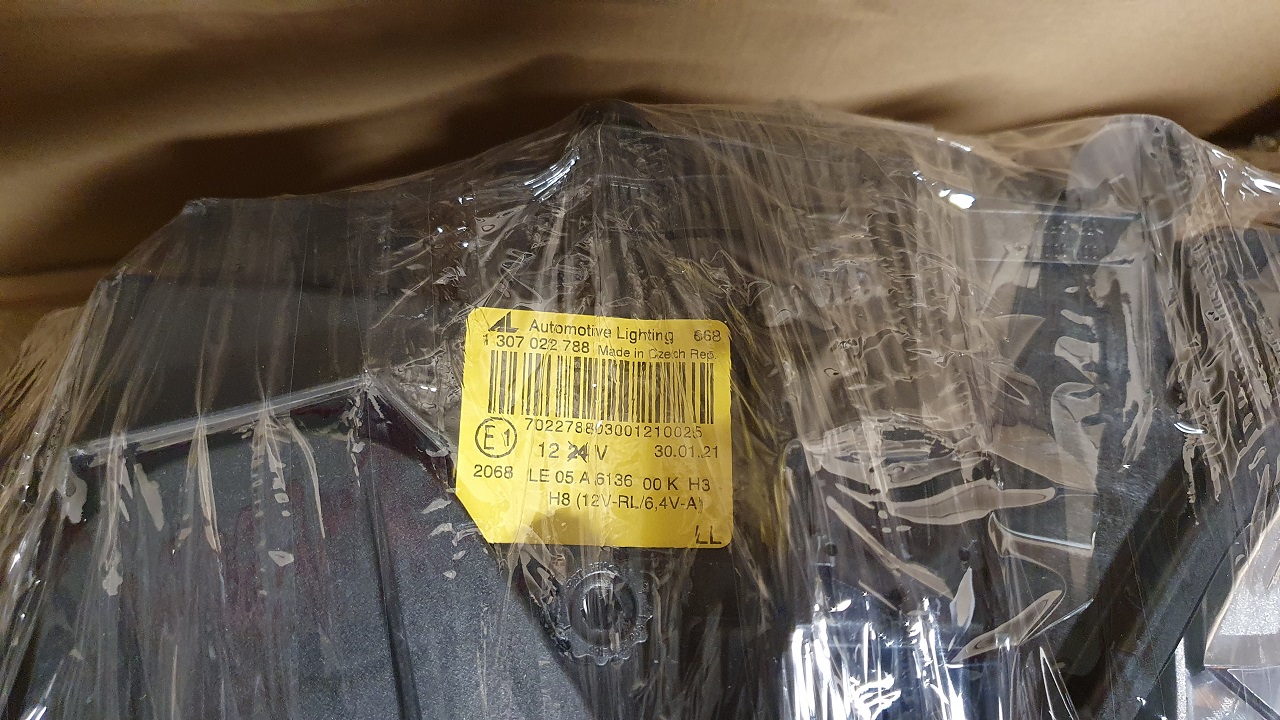 AL Automotive Lighting 668
1 307 022 788 Made in Czech Rep.
702278803001210025
E1
12 24 V 30.01.21
2068 LE 05 A 6136 00 K H3
H8 (12V-RL/6,4V-A)
LL